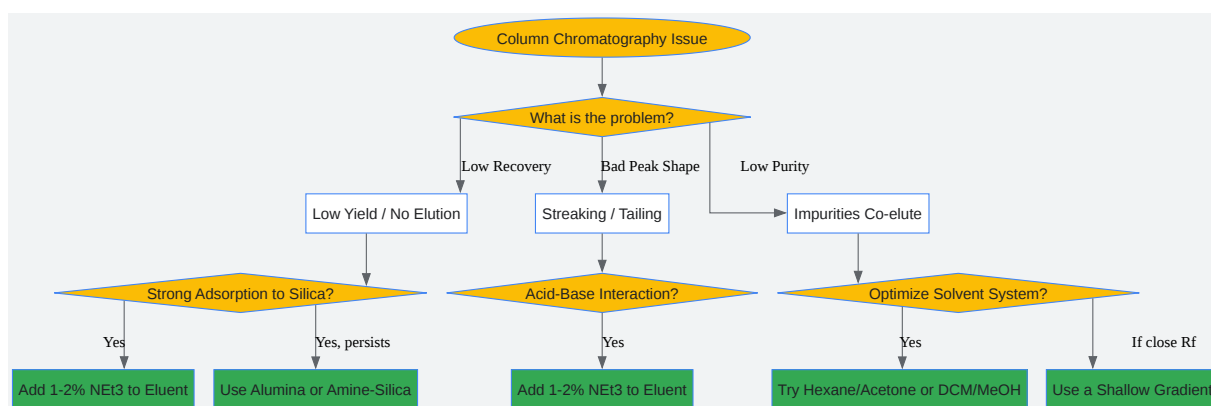 Column Chromatography Issue
What is the problem?
Low Recovery
Bad Peak Shape
Low Purity
Low Yield / No Elution
Streaking / Tailing
Impurities Co-elute
Strong Adsorption to Silica?
Acid-Base Interaction?
Optimize Solvent System?
Yes
Yes, persists
Yes
Yes
If close Rf
Add 1-2% NEt3 to Eluent
Use Alumina or Amine-Silica
Add 1-2% NEt3 to Eluent
Try Hexane/Acetone or DCM/MeOH
Use a Shallow Gradient